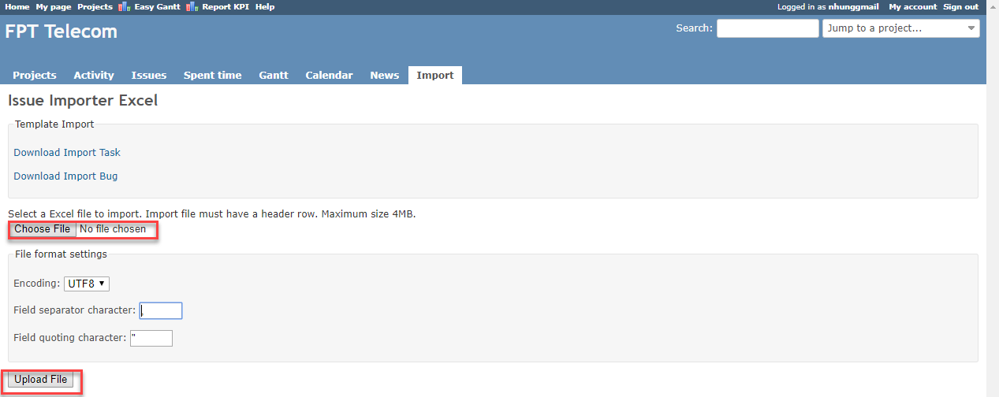 Home My page Projects Easy Gantt Report KPI Help Logged in as nhunggmail My account Sign out
FPT Telecom Search: Jump to a project...
Projects Activity Issues Spent time Gantt Calendar News Import
Issue Importer Excel
Template Import
Download Import Task
Download Import Bug
Select a Excel file to import. Import file must have a header row. Maximum size 4MB.
Choose File No file chosen
File format settings
Encoding: UTF8
Field separator character: ,
Field quoting character: "
Upload File